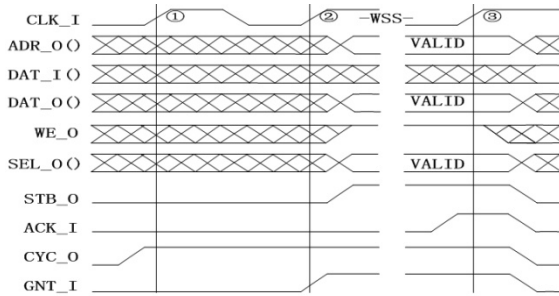 CLK_I ① ② —WSS— ③
ADR_O() VALID
DAT_I()
DAT_O() VALID
WE_O
SEL_O() VALID
STB_O
ACK_I
CYC_O
GNT_I